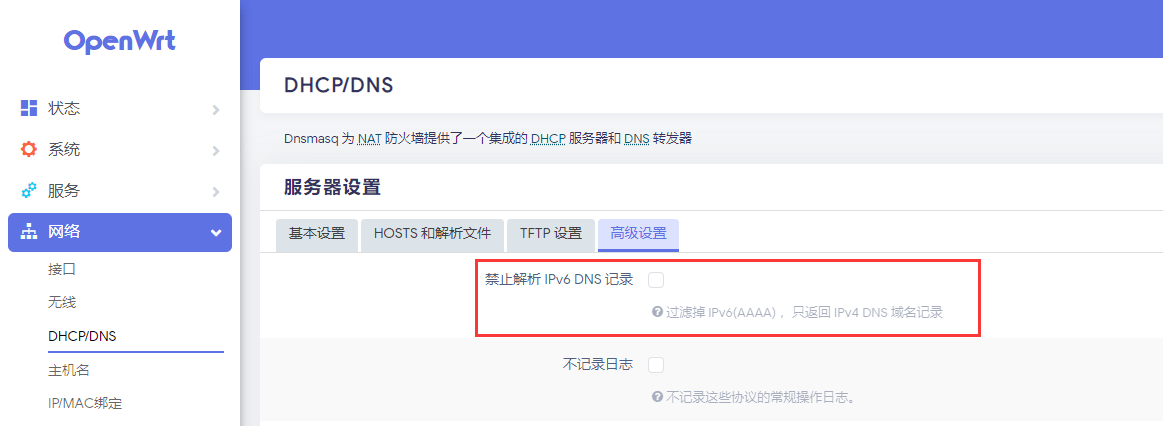 OpenWrt
状态
系统
服务
网络
接口
无线
DHCP/DNS
主机名
IP/MAC绑定
DHCP/DNS
Dnsmasq 为 NAT 防火墙提供了一个集成的 DHCP 服务器和 DNS 转发器
服务器设置
基本设置 HOSTS 和解析文件 TFTP 设置 高级设置
禁止解析 IPv6 DNS 记录
过滤掉 IPv6(AAAA) ，只返回 IPv4 DNS 域名记录
不记录日志
不记录这些协议的常规操作日志。